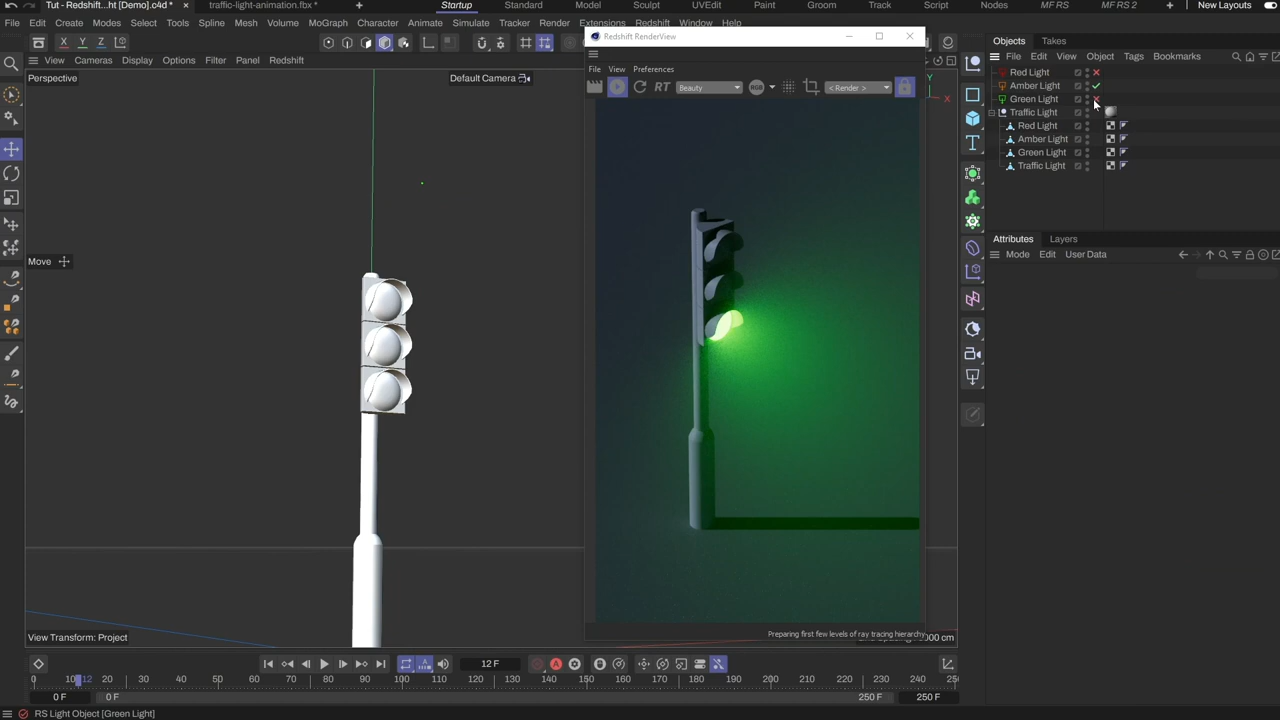 Tut - Redshift...ht [Demo].c4d *
traffic-light-animation.fbx *
Startup
Standard
Model
Sculpt
UVEdit
Paint
Groom
Track
Script
Nodes
MF RS
MF RS 2
New Layouts
File Edit Create Modes Select Tools Spline Mesh Volume MoGraph Character Animate Simulate Tracker Render Extensions Redshift Window Help
X Y Z
View Cameras Display Options Filter Panel Redshift
Perspective
Default Camera
Move
View Transform: Project
Redshift RenderView
File View Preferences
RT
Beauty
RGB
< Render >
Preparing first few levels of ray tracing hierarchy
000 cm
Y
X
Objects
Takes
File Edit View Object Tags Bookmarks
Red Light
Amber Light
Green Light
Traffic Light
Red Light
Amber Light
Green Light
Traffic Light
Attributes
Layers
Mode Edit User Data
12 F
0 10 12 20 30 40 50 60 70 80 90 100 110 120 130 140 150 160 170 180 190 200 210 220 230 240 25
0 F
0 F
250 F
250 F
RS Light Object [Green Light]